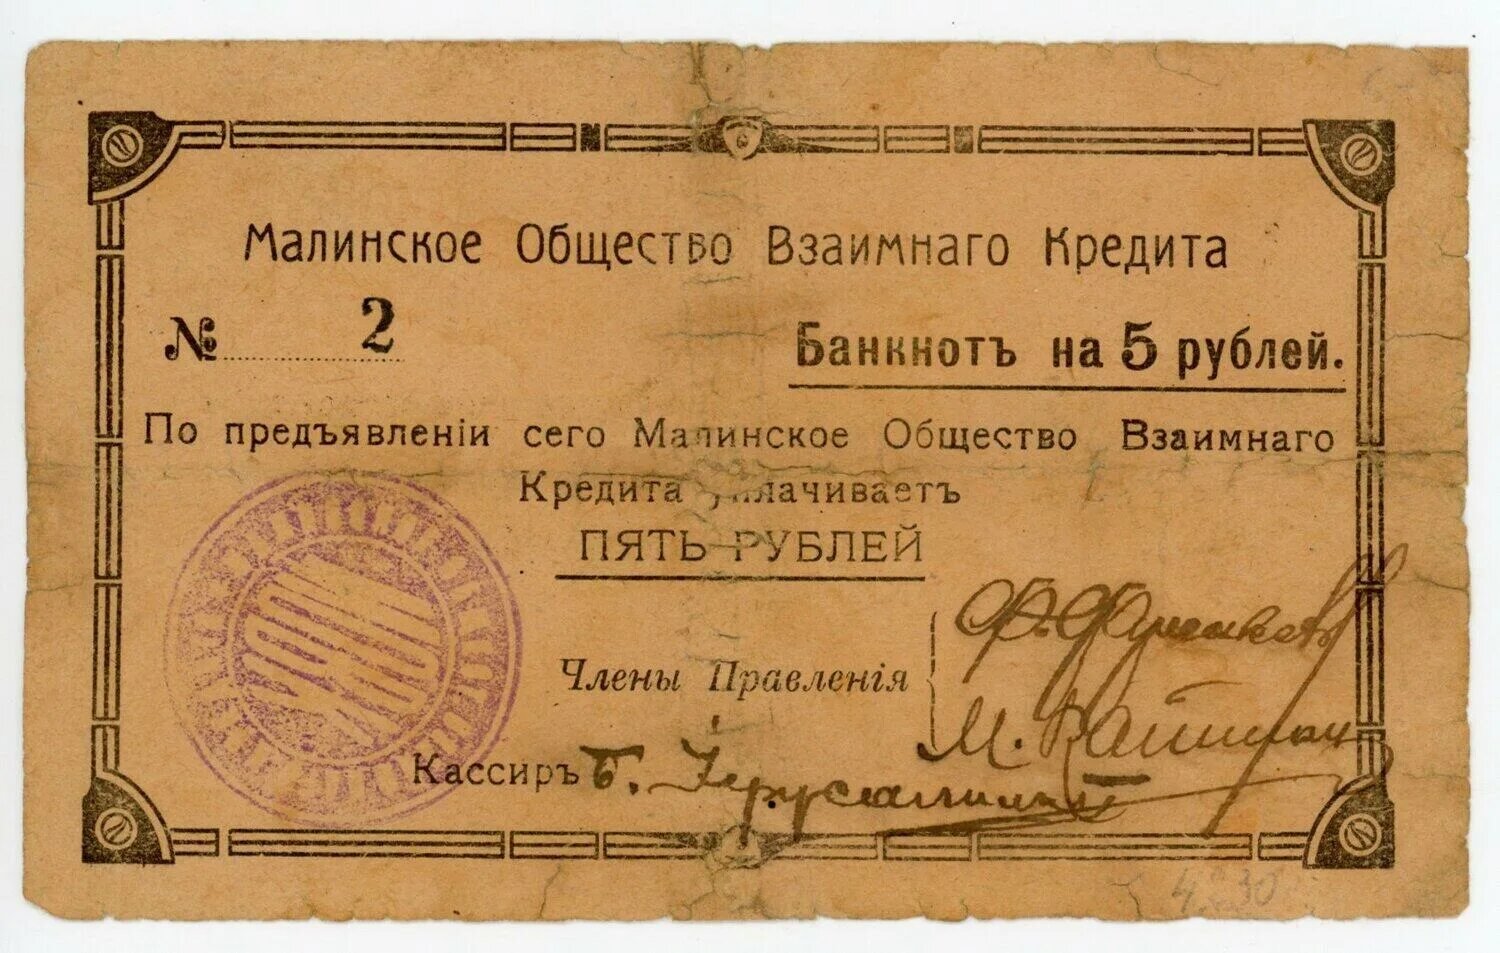 Малинское Общество Взаимнаго Кредита
№ 2
Банкнотъ на 5 рублей.
По предъявленіи сего Малинское Общество Взаимнаго
Кредита уплачиваетъ
ПЯТЬ РУБЛЕЙ
Члены Правленія
М.
Кассиръ Б.